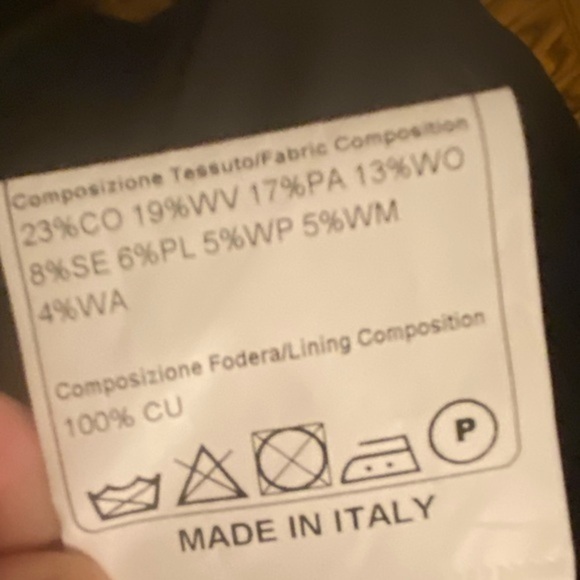 Composizione Tessuto/Fabric Composition
23%CO 19%WV 17%PA 13%WO
8%SE 6%PL 5%WP 5%WM
4%WA
Composizione Fodera/Lining Composition
100% CU
P
MADE IN ITALY